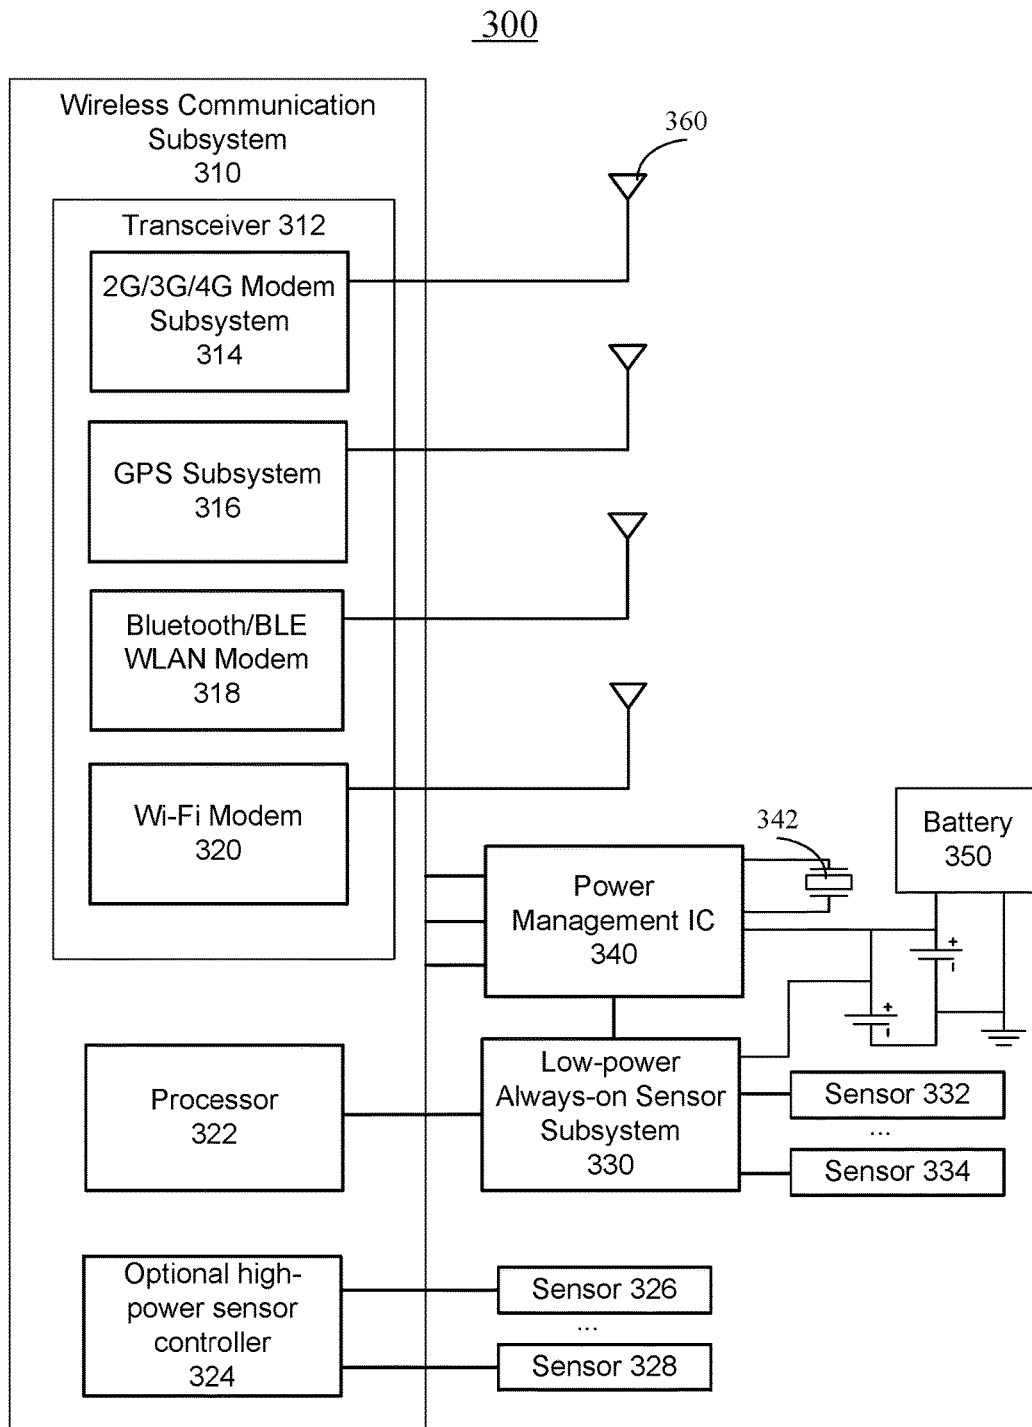 300
Wireless Communication
Subsystem
310
360
Transceiver 312
2G/3G/4G Modem
Subsystem
314
GPS Subsystem
316
Bluetooth/BLE
WLAN Modem
318
Wi-Fi Modem
320
342
Battery
350
Power
Management IC
340
+
-
+
-
Low-power
Always-on Sensor
Subsystem
330
Processor
322
Sensor 332
...
Sensor 334
Optional high-
power sensor
controller
324
Sensor 326
...
Sensor 328